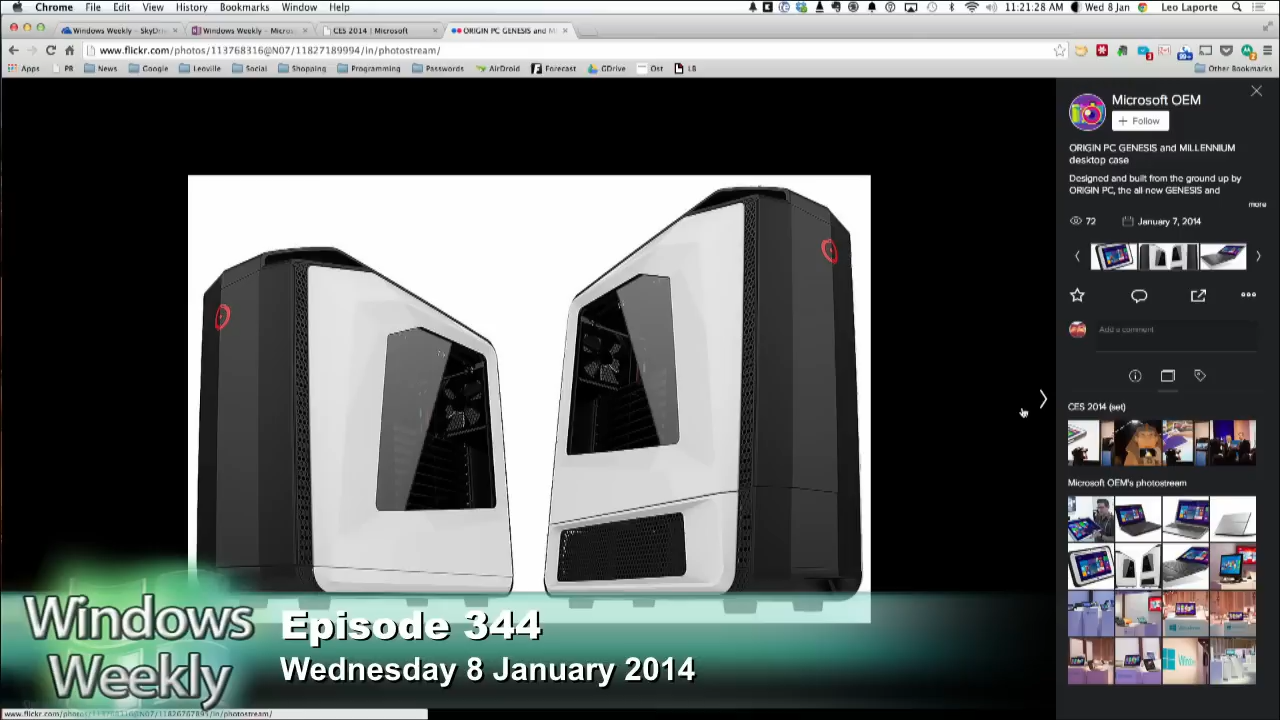 Chrome File Edit View History Bookmarks Window Help 11:21:28 AM Wed 8 Jan Leo Laporte
Windows Weekly – SkyDriv Windows Weekly – Micros CES 2014 | Microsoft ORIGIN PC GENESIS and MI
www.flickr.com/photos/113768316@N07/11827189994/in/photostream/
Apps PR News Google Leoville Social Shopping Programming Passwords AirDroid Forecast GDrive Ost LB Other Bookmarks
Microsoft OEM
+ Follow
ORIGIN PC GENESIS and MILLENNIUM
desktop case
Designed and built from the ground up by
ORIGIN PC, the all-new GENESIS and
more
72 January 7, 2014
Add a comment
CES 2014 (set)
Microsoft OEM's photostream
Windows
Weekly
Episode 344
Wednesday 8 January 2014